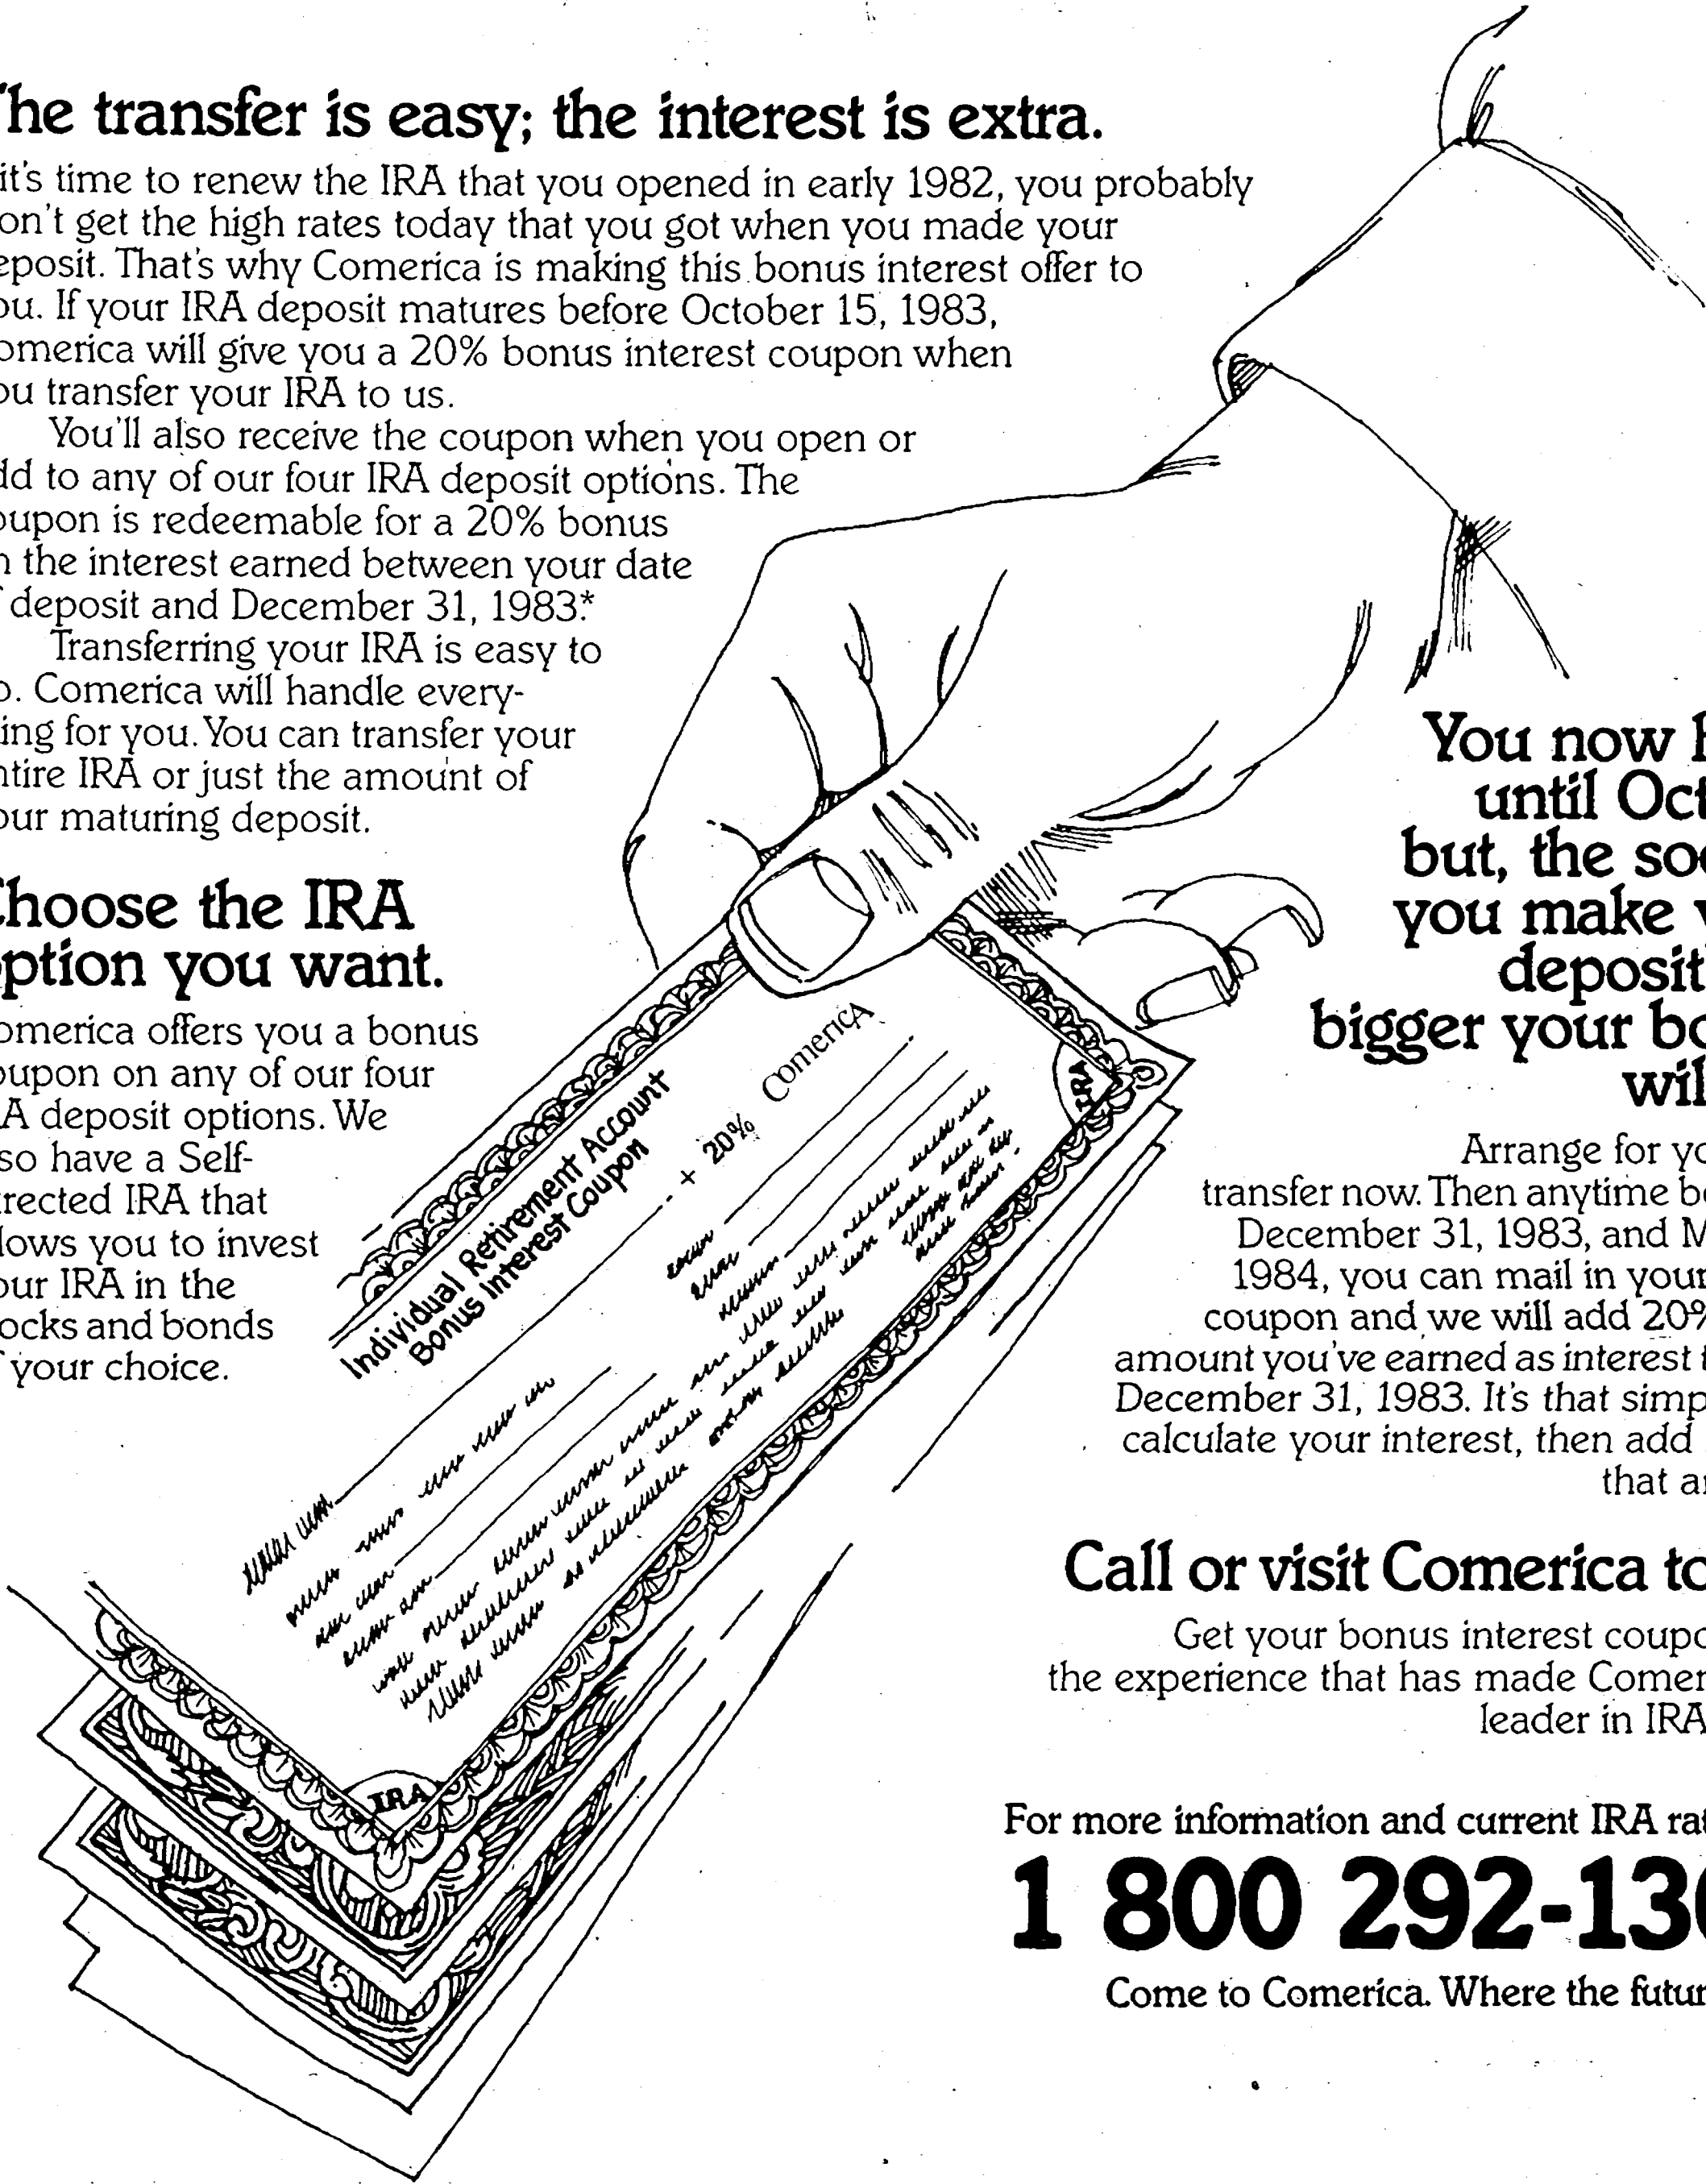 he transfer is easy; the interest is extra.
it's time to renew the IRA that you opened in early 1982, you probably
on't get the high rates today that you got when you made your
eposit. That's why Comerica is making this bonus interest offer to
ou. If your IRA deposit matures before October 15, 1983,
omerica will give you a 20% bonus interest coupon when
ou transfer your IRA to us.
You'll also receive the coupon when you open or
dd to any of our four IRA deposit options. The
oupon is redeemable for a 20% bonus
n the interest earned between your date
f deposit and December 31, 1983.*
Transferring your IRA is easy to
o. Comerica will handle every-
ing for you. You can transfer your
ntire IRA or just the amount of
our maturing deposit.
hoose the IRA
ption you want.
omerica offers you a bonus
oupon on any of our four
A deposit options. We
so have a Self-
rected IRA that
lows you to invest
our IRA in the
ocks and bonds
f your choice.
Individual Retirement Account
Bonus Interest Coupon
+ 20%
Comerica
IRA
IRA
You now h
until Oct
but, the soo
you make y
deposit
bigger your bo
wil
Arrange for yo
transfer now. Then anytime be
December 31, 1983, and M
1984, you can mail in your
coupon and we will add 20%
amount you've earned as interest t
December 31, 1983. It's that simp
calculate your interest, then add
that a
Call or visit Comerica to
Get your bonus interest coupo
the experience that has made Comer
leader in IRA
For more information and current IRA rat
1 800 292-130
Come to Comerica. Where the futur